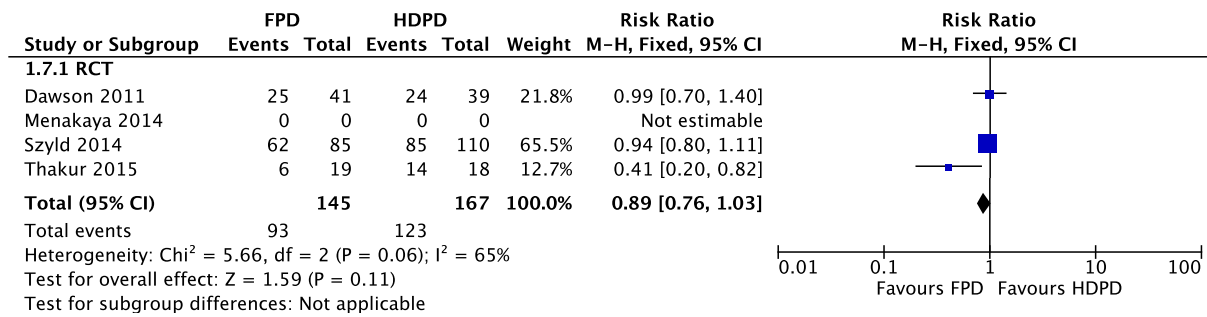 FPD HDPD Risk Ratio Risk Ratio
Study or Subgroup Events Total Events Total Weight M-H, Fixed, 95% CI M-H, Fixed, 95% CI
1.7.1 RCT
Dawson 2011 25 41 24 39 21.8% 0.99 [0.70, 1.40]
Menakaya 2014 0 0 0 0 Not estimable
Szyld 2014 62 85 85 110 65.5% 0.94 [0.80, 1.11]
Thakur 2015 6 19 14 18 12.7% 0.41 [0.20, 0.82]
Total (95% CI) 145 167 100.0% 0.89 [0.76, 1.03]
Total events 93 123
Heterogeneity: Chi² = 5.66, df = 2 (P = 0.06); I² = 65%
Test for overall effect: Z = 1.59 (P = 0.11)
Test for subgroup differences: Not applicable
0.01 0.1 1 10 100
Favours FPD Favours HDPD